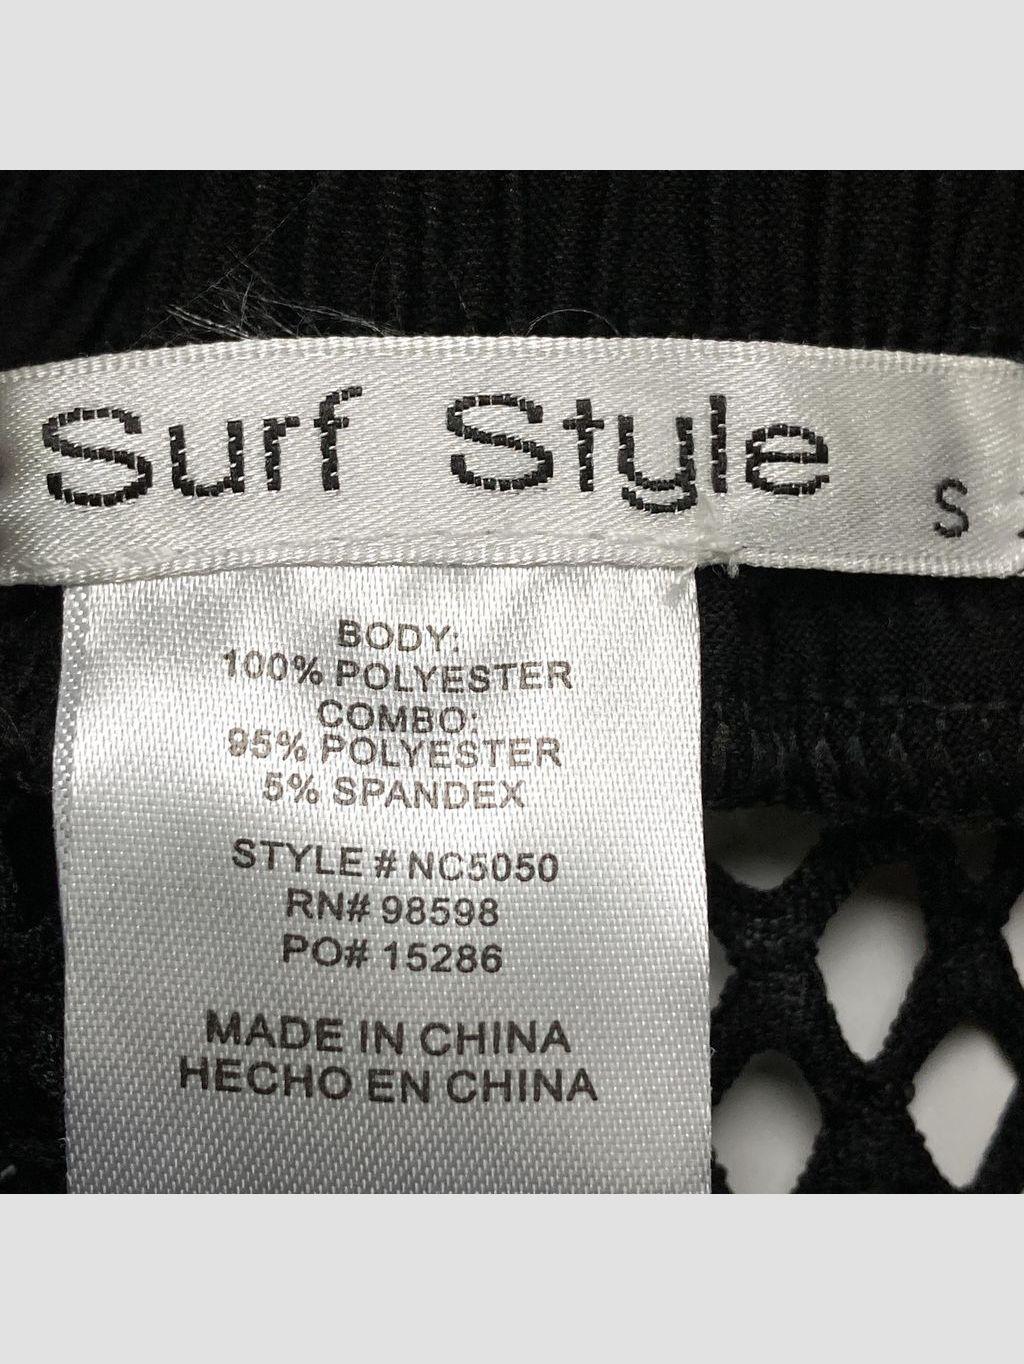 Surf Style S
BODY:
100% POLYESTER
COMBO:
95% POLYESTER
5% SPANDEX
STYLE # NC5050
RN# 98598
PO# 15286
MADE IN CHINA
HECHO EN CHINA